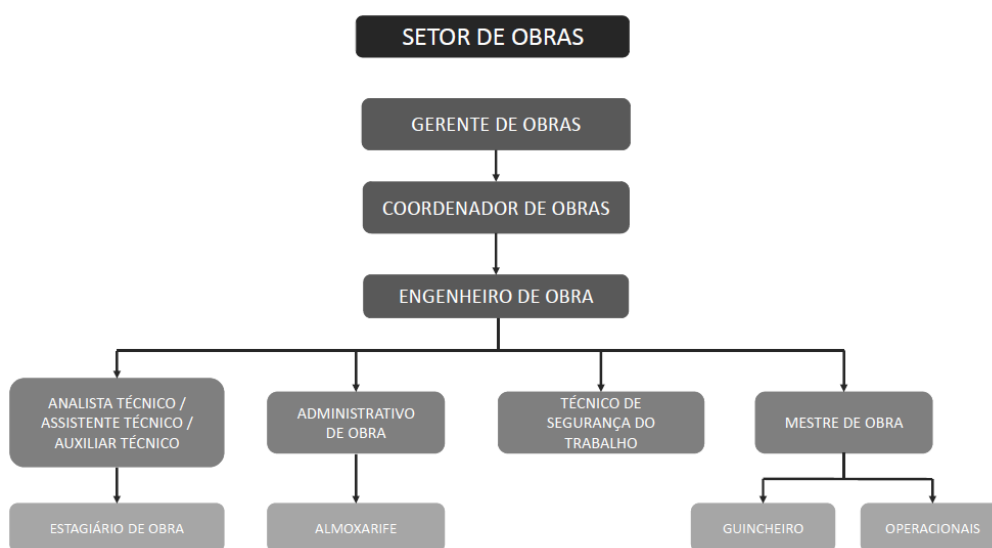 SETOR DE OBRAS
GERENTE DE OBRAS
COORDENADOR DE OBRAS
ENGENHEIRO DE OBRA
ANALISTA TÉCNICO /
ASSISTENTE TÉCNICO /
AUXILIAR TÉCNICO
ADMINISTRATIVO
DE OBRA
TÉCNICO DE
SEGURANÇA DO
TRABALHO
MESTRE DE OBRA
ESTAGIÁRIO DE OBRA
ALMOXARIFE
GUINCHEIRO
OPERACIONAIS